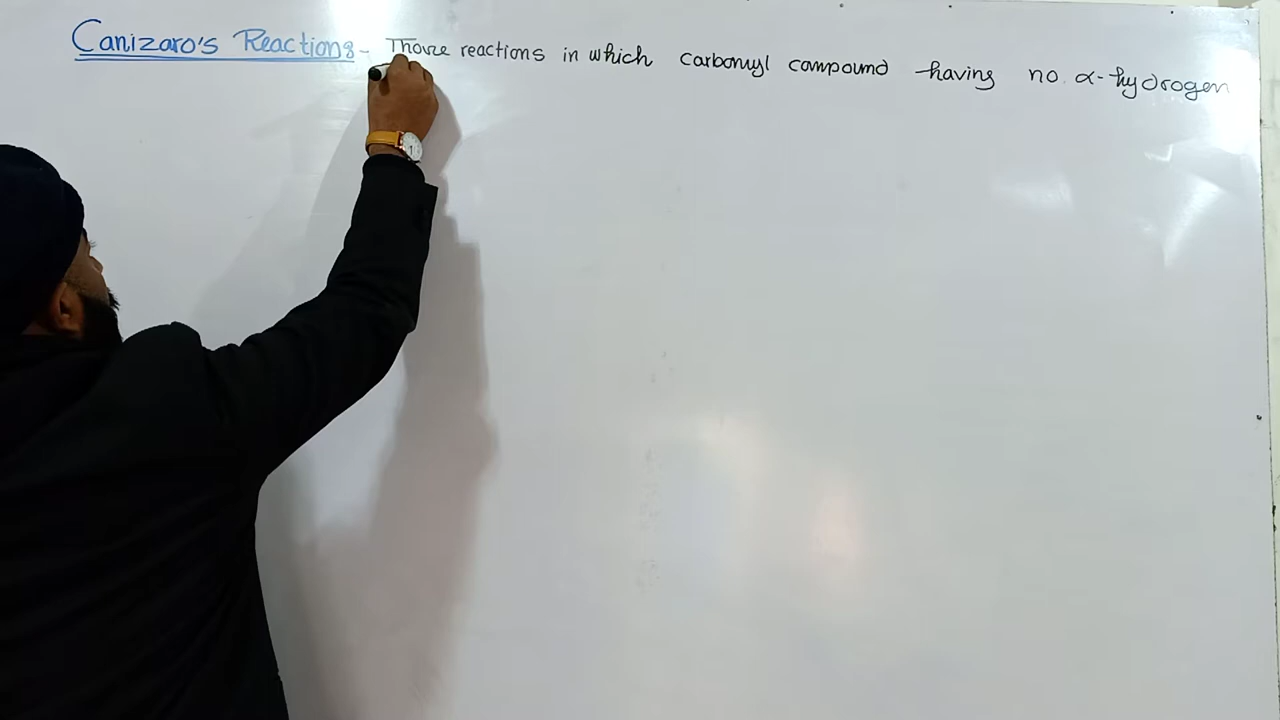 Canizaro's Reactions - Those reactions in which carbonyl compound having no α-hydrogen